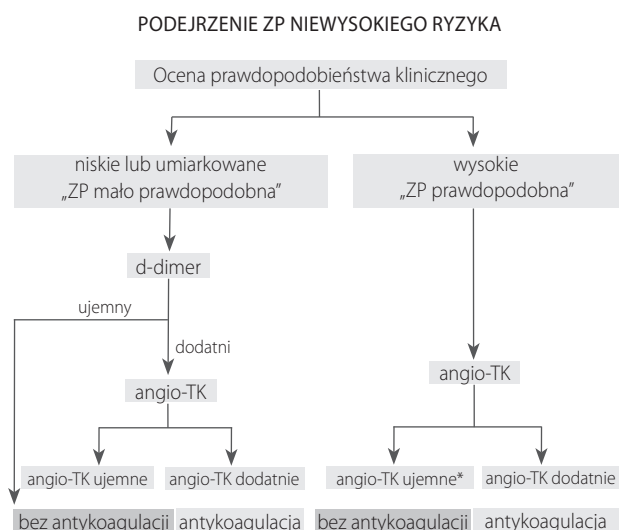 PODEJRZENIE ZP NIEWYSOKIEGO RYZYKA
Ocena prawdopodobieństwa klinicznego
niskie lub umiarkowane
„ZP mało prawdopodobna”
wysokie
„ZP prawdopodobna”
d-dimer
ujemny
dodatni
angio-TK
angio-TK
angio-TK ujemne
angio-TK dodatnie
angio-TK ujemne*
angio-TK dodatnie
bez antykoagulacji
antykoagulacja
bez antykoagulacji
antykoagulacja